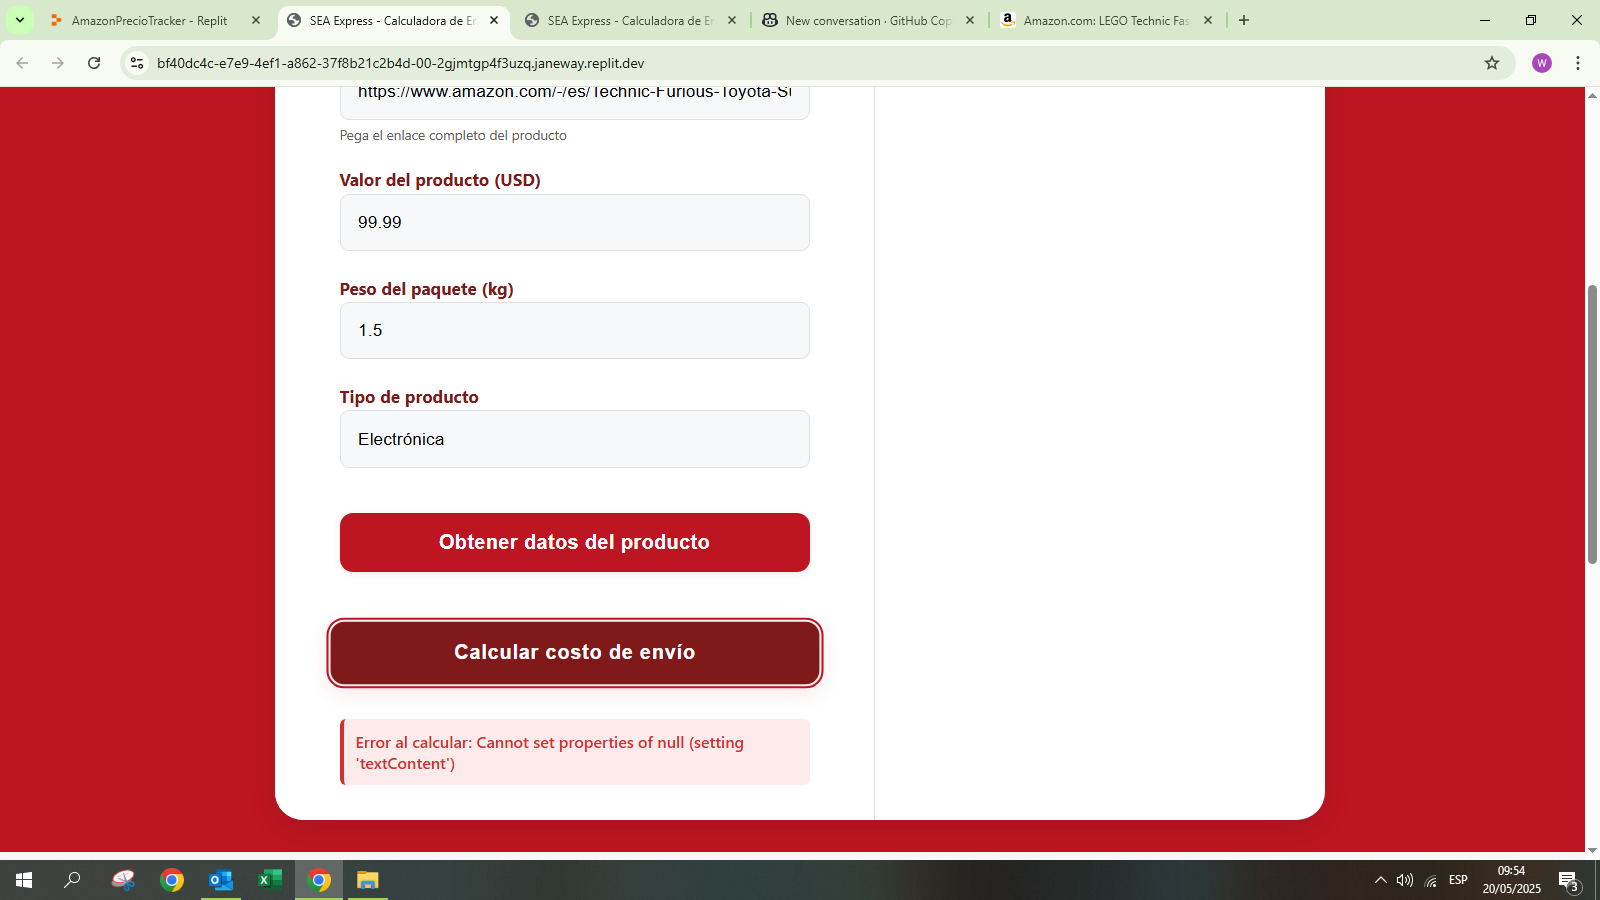 AmazonPrecioTracker - Replit
SEA Express - Calculadora de En
SEA Express - Calculadora de En
New conversation · GitHub Cop
Amazon.com: LEGO Technic Fas
bf40dc4c-e7e9-4ef1-a862-37f8b21c2b4d-00-2gjmtgp4f3uzq.janeway.replit.dev
W
https://www.amazon.com/-/es/Technic-Furious-Toyota-Su
Pega el enlace completo del producto
Valor del producto (USD)
99.99
Peso del paquete (kg)
1.5
Tipo de producto
Electrónica
Obtener datos del producto
Calcular costo de envío
Error al calcular: Cannot set properties of null (setting
'textContent')
ESP
09:54
20/05/2025
3